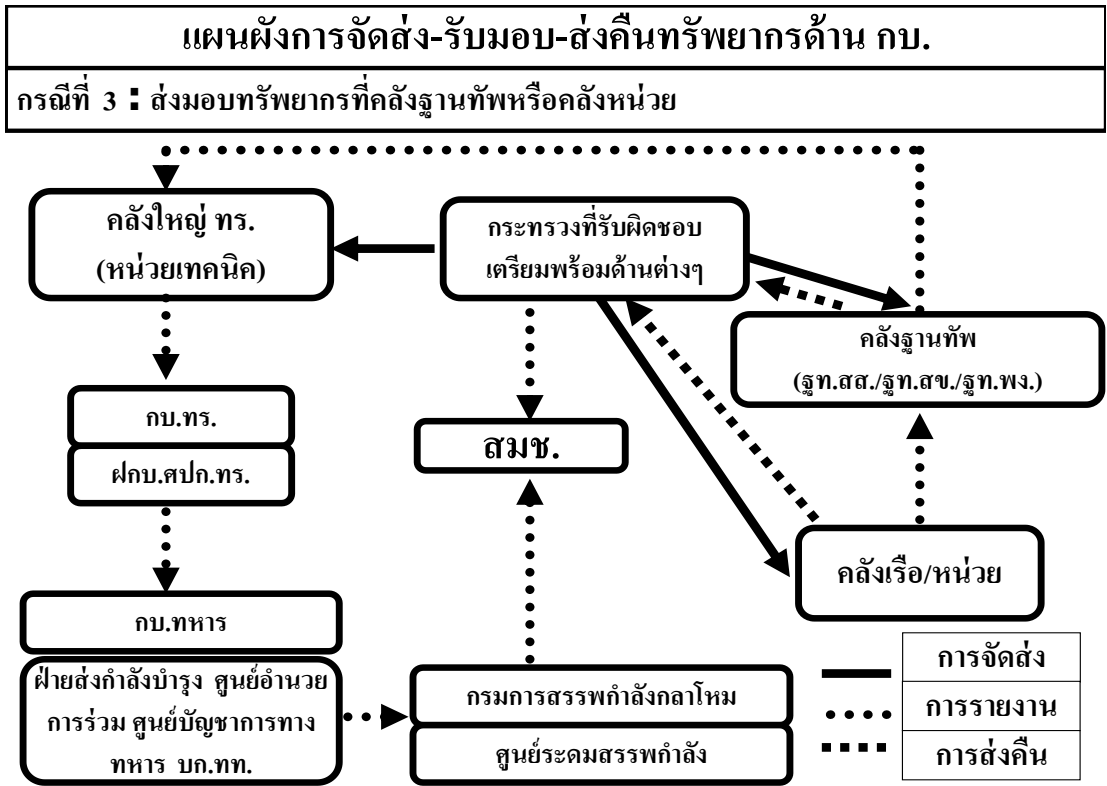 แผนผังการจัดส่ง-รับมอบ-ส่งคืนทรัพยากรด้าน กบ.
กรณีที่ 3 : ส่งมอบทรัพยากรที่คลังฐานทัพหรือคลังหน่วย
คลังใหญ่ ทร.
(หน่วยเทคนิค)
กระทรวงที่รับผิดชอบ
เตรียมพร้อมด้านต่างๆ
คลังฐานทัพ
(ฐท.สส./ฐท.สข./ฐท.พง.)
กบ.ทร.
ฝกบ.ศปก.ทร.
สมช.
คลังเรือ/หน่วย
กบ.ทหาร
ฝ่ายส่งกำลังบำรุง ศูนย์อำนวย
การร่วม ศูนย์บัญชาการทาง
ทหาร บก.ทท.
กรมการสรรพกำลังกลาโหม
ศูนย์ระดมสรรพกำลัง
การจัดส่ง
การรายงาน
การส่งคืน